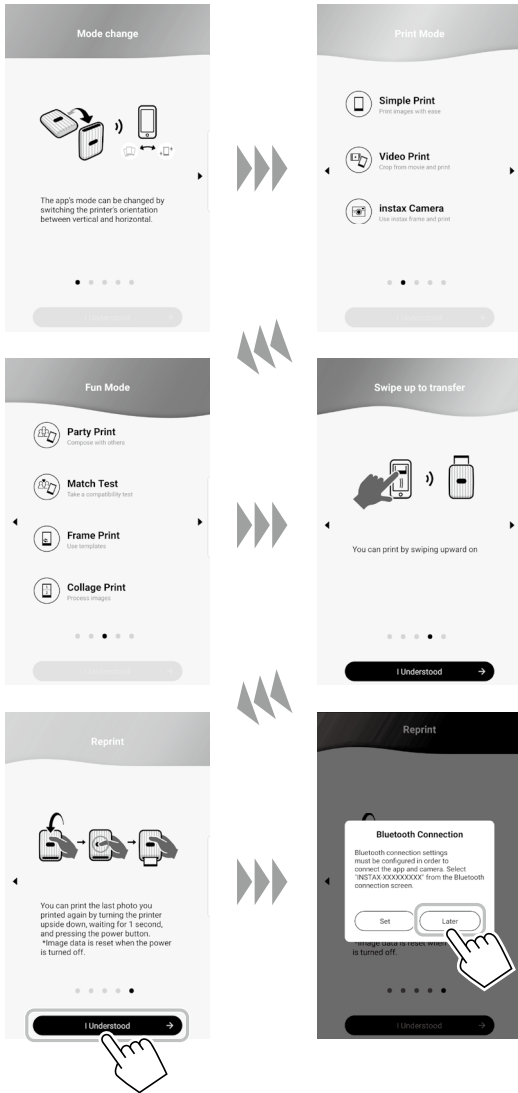 Mode change
The app's mode can be changed by
switching the printer's orientation
between vertical and horizontal.
I Understood
Print Mode
Simple Print
Print images with ease
Video Print
Crop from movie and print
instax Camera
Use instax frame and print
I Understood
Fun Mode
Party Print
Compose with others
Match Test
Take a compatibility test
Frame Print
Use templates
Collage Print
Process images
I Understood
Swipe up to transfer
You can print by swiping upward on
I Understood
Reprint
You can print the last photo you
printed again by turning the printer
upside down, waiting for 1 second,
and pressing the power button.
*Image data is reset when the power
is turned off.
I Understood
Reprint
Bluetooth Connection
Bluetooth connection settings
must be configured in order to
connect the app and camera. Select
"INSTAX-XXXXXXXXX" from the Bluetooth
connection screen.
Set
Later
*Image data is reset when
is turned off.
I Understood